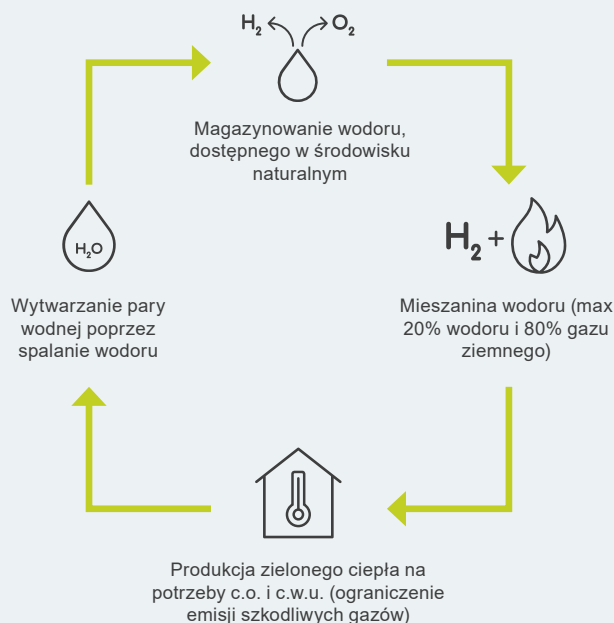 H₂ O₂
Magazynowanie wodoru,
dostępnego w środowisku
naturalnym
H₂ +
Mieszanina wodoru (max
20% wodoru i 80% gazu
ziemnego)
Produkcja zielonego ciepła na
potrzeby c.o. i c.w.u. (ograniczenie
emisji szkodliwych gazów)
H₂O
Wytwarzanie pary
wodnej poprzez
spalanie wodoru